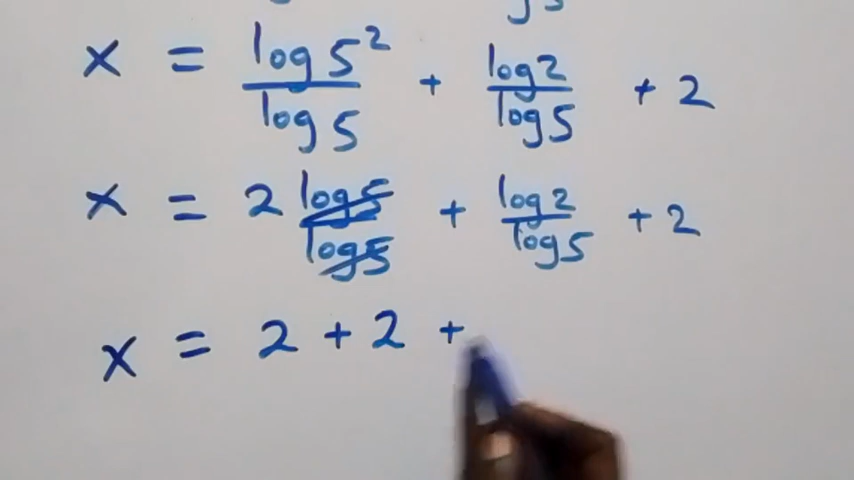 x = log 5² / log 5 + log 2 / log 5 + 2
x = 2 log 5 / log 5 + log 2 / log 5 + 2
x = 2 + 2 +